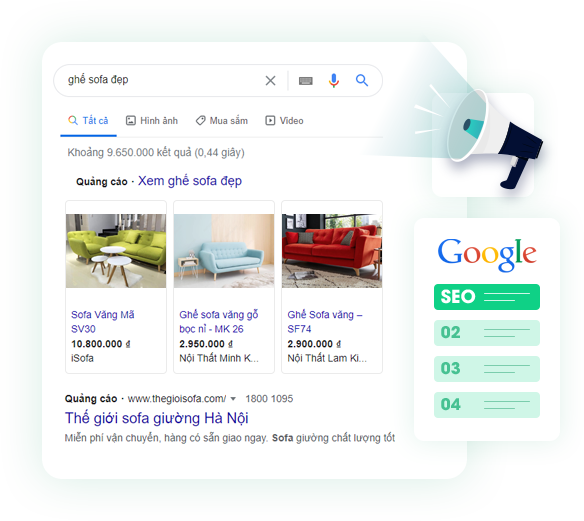 ghế sofa đẹp
Tất cả
Hình ảnh
Mua sắm
Video
Khoảng 9.650.000 kết quả (0,44 giây)
Quảng cáo · Xem ghế sofa đẹp
Sofa Văng Mã
SV30
10.800.000 ₫
iSofa
Ghế sofa văng gỗ
bọc nỉ - MK 26
2.950.000 ₫
Nội Thất Minh K...
Ghế Sofa văng –
SF74
2.900.000 ₫
Nội Thất Lam Ki...
Quảng cáo · www.thegioisofa.com/ 1800 1095
Thế giới sofa giường Hà Nội
Miễn phí vận chuyển, hàng có sẵn giao ngay. Sofa giường chất lượng tốt
Google
SEO
02
03
04